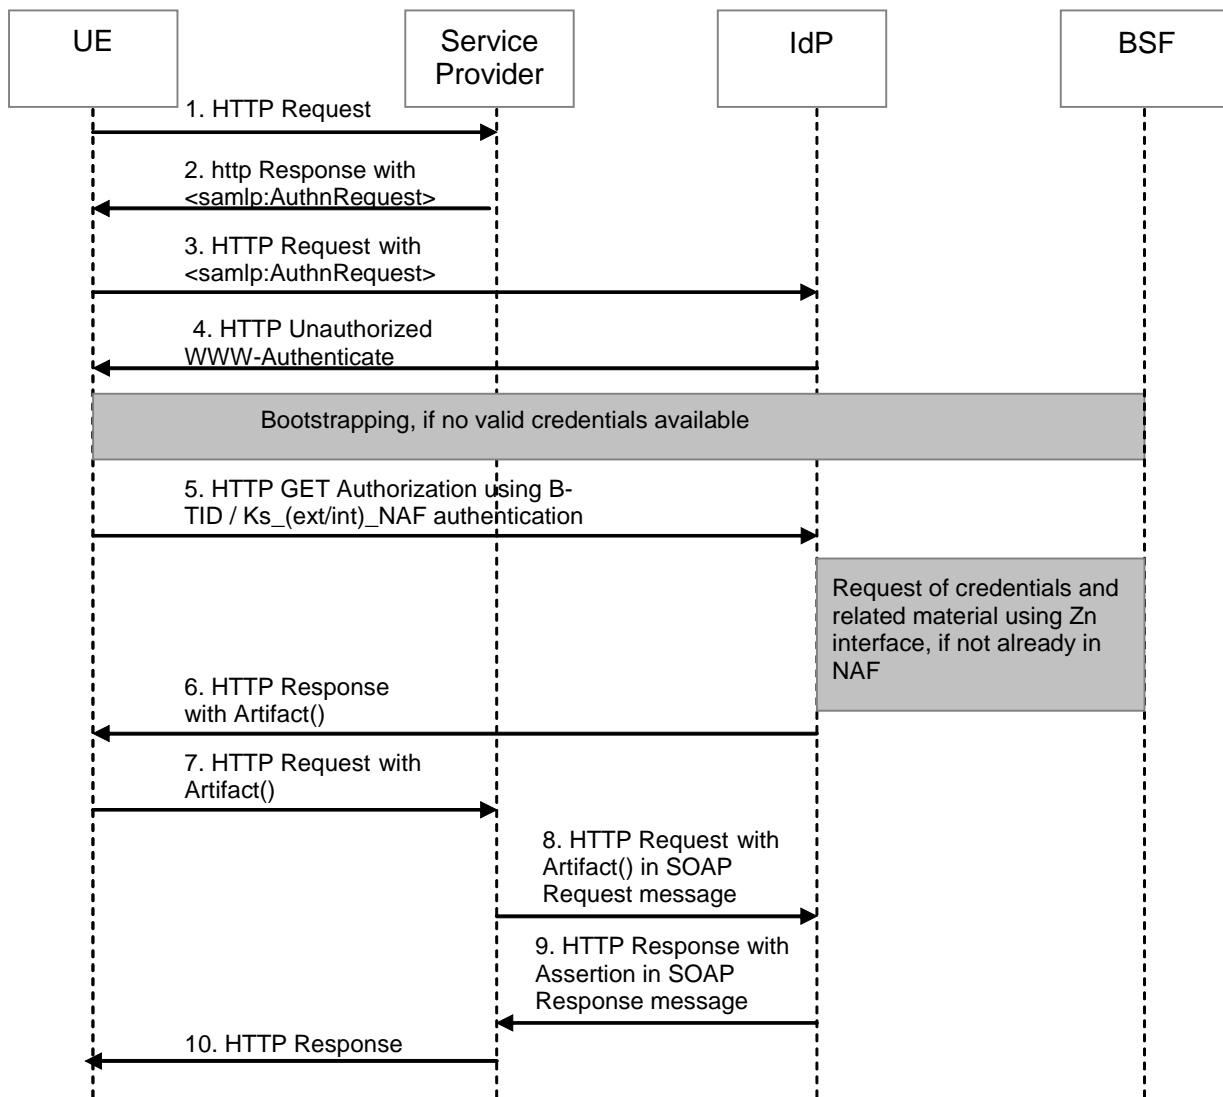 UE
Service
Provider
IdP
BSF
1. HTTP Request
2. http Response with
<samlp:AuthnRequest>
3. HTTP Request with
<samlp:AuthnRequest>
4. HTTP Unauthorized
WWW-Authenticate
Bootstrapping, if no valid credentials available
5. HTTP GET Authorization using B-
TID / Ks_(ext/int)_NAF authentication
Request of credentials and
related material using Zn
interface, if not already in
NAF
6. HTTP Response
with Artifact()
7. HTTP Request with
Artifact()
8. HTTP Request with
Artifact() in SOAP
Request message
9. HTTP Response with
Assertion in SOAP
Response message
10. HTTP Response